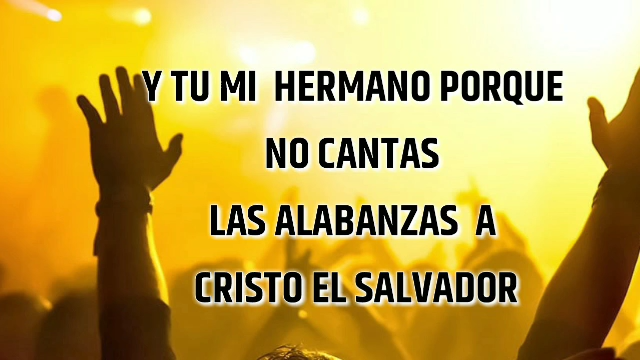 Y TU MI HERMANO PORQUE
NO CANTAS
LAS ALABANZAS A
CRISTO EL SALVADOR